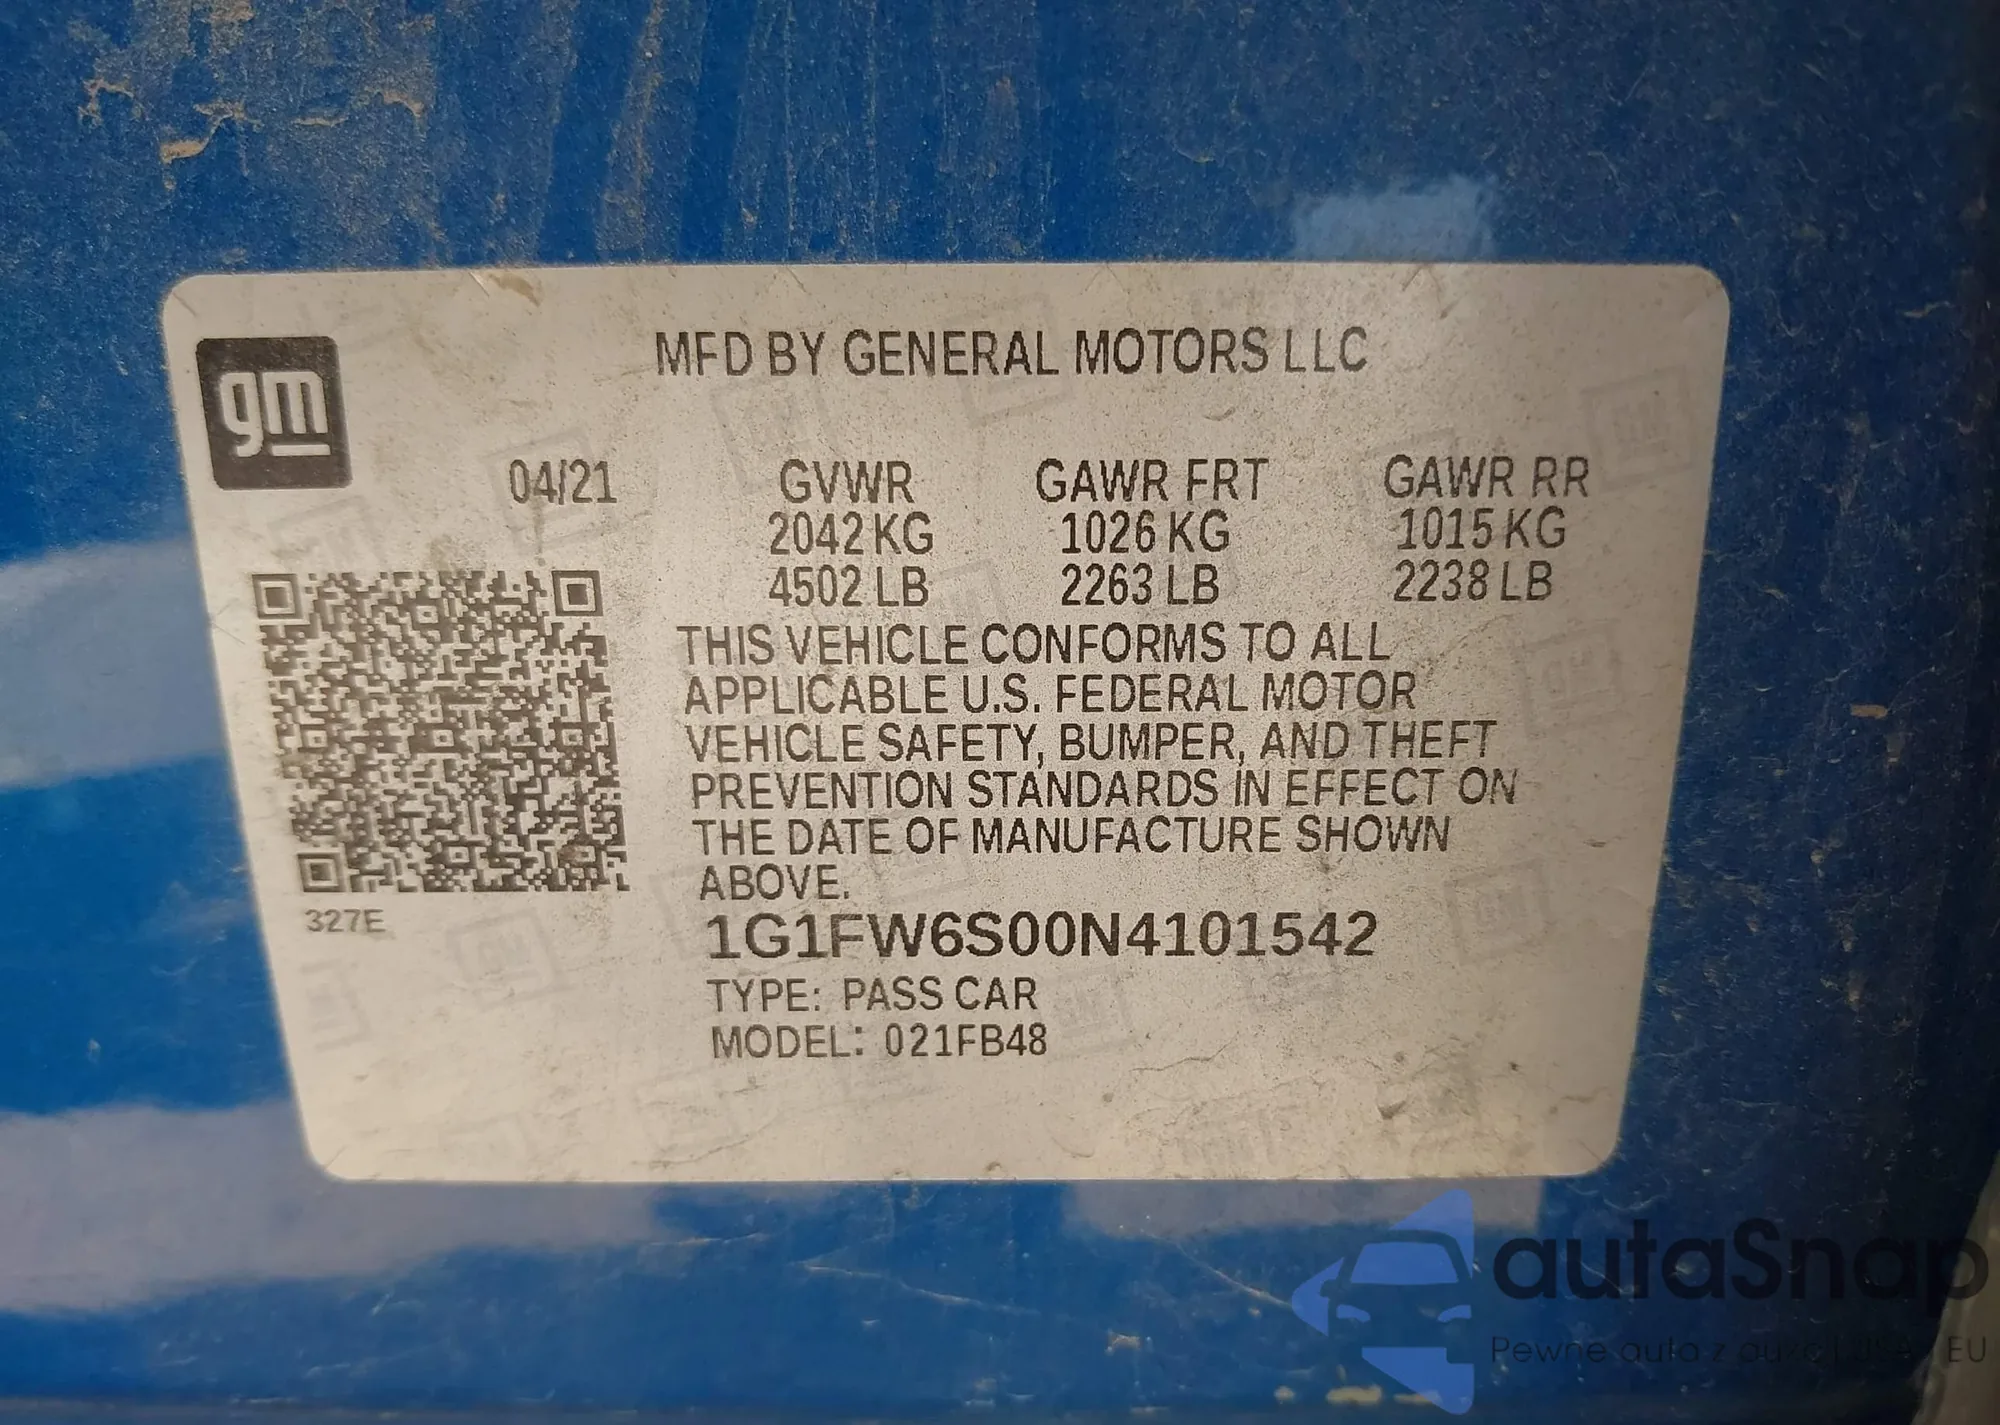 MFD BY GENERAL MOTORS LLC
gm
04/21 GVWR GAWR FRT GAWR RR
2042 KG 1026 KG 1015 KG
4502 LB 2263 LB 2238 LB
THIS VEHICLE CONFORMS TO ALL
APPLICABLE U.S. FEDERAL MOTOR
VEHICLE SAFETY, BUMPER, AND THEFT
PREVENTION STANDARDS IN EFFECT ON
THE DATE OF MANUFACTURE SHOWN
ABOVE.
327E
1G1FW6S00N4101542
TYPE: PASS CAR
MODEL: 021FB48
autaSnap
Pewne auta z EU